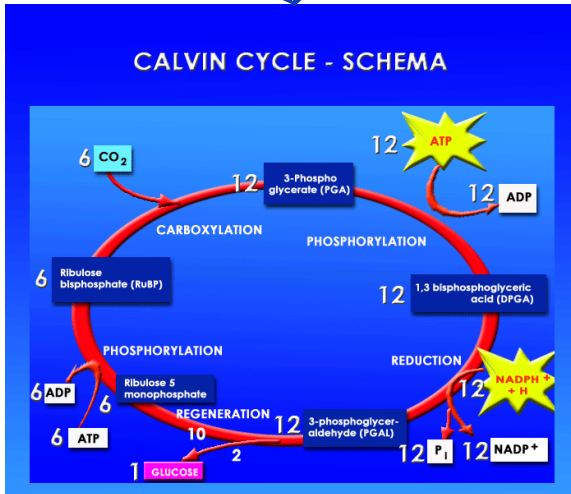 CALVIN CYCLE - SCHEMA
12 ATP
6 CO2
12 3-Phospho
glycerate (PGA)
12 ADP
CARBOXYLATION
PHOSPHORYLATION
6 Ribulose
bisphosphate (RuBP)
12 1,3 bisphosphoglyceric
acid (DPGA)
PHOSPHORYLATION
REDUCTION
12 NADPH +
+ H
6 ADP
6 Ribulose 5
monophosphate
REGENERATION
12 3-phosphoglycer-
aldehyde (PGAL)
6 ATP
10
2
12 PI
12 NADP+
1 GLUCOSE